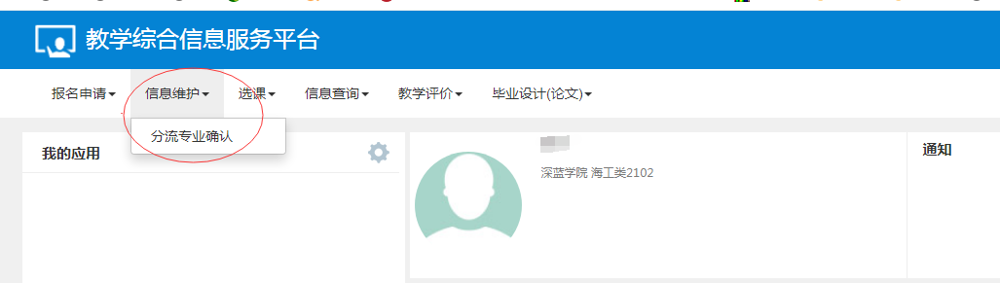 教学综合信息服务平台
报名申请 信息维护 选课 信息查询 教学评价 毕业设计(论文)
分流专业确认
我的应用
深蓝学院 海工类2102
通知